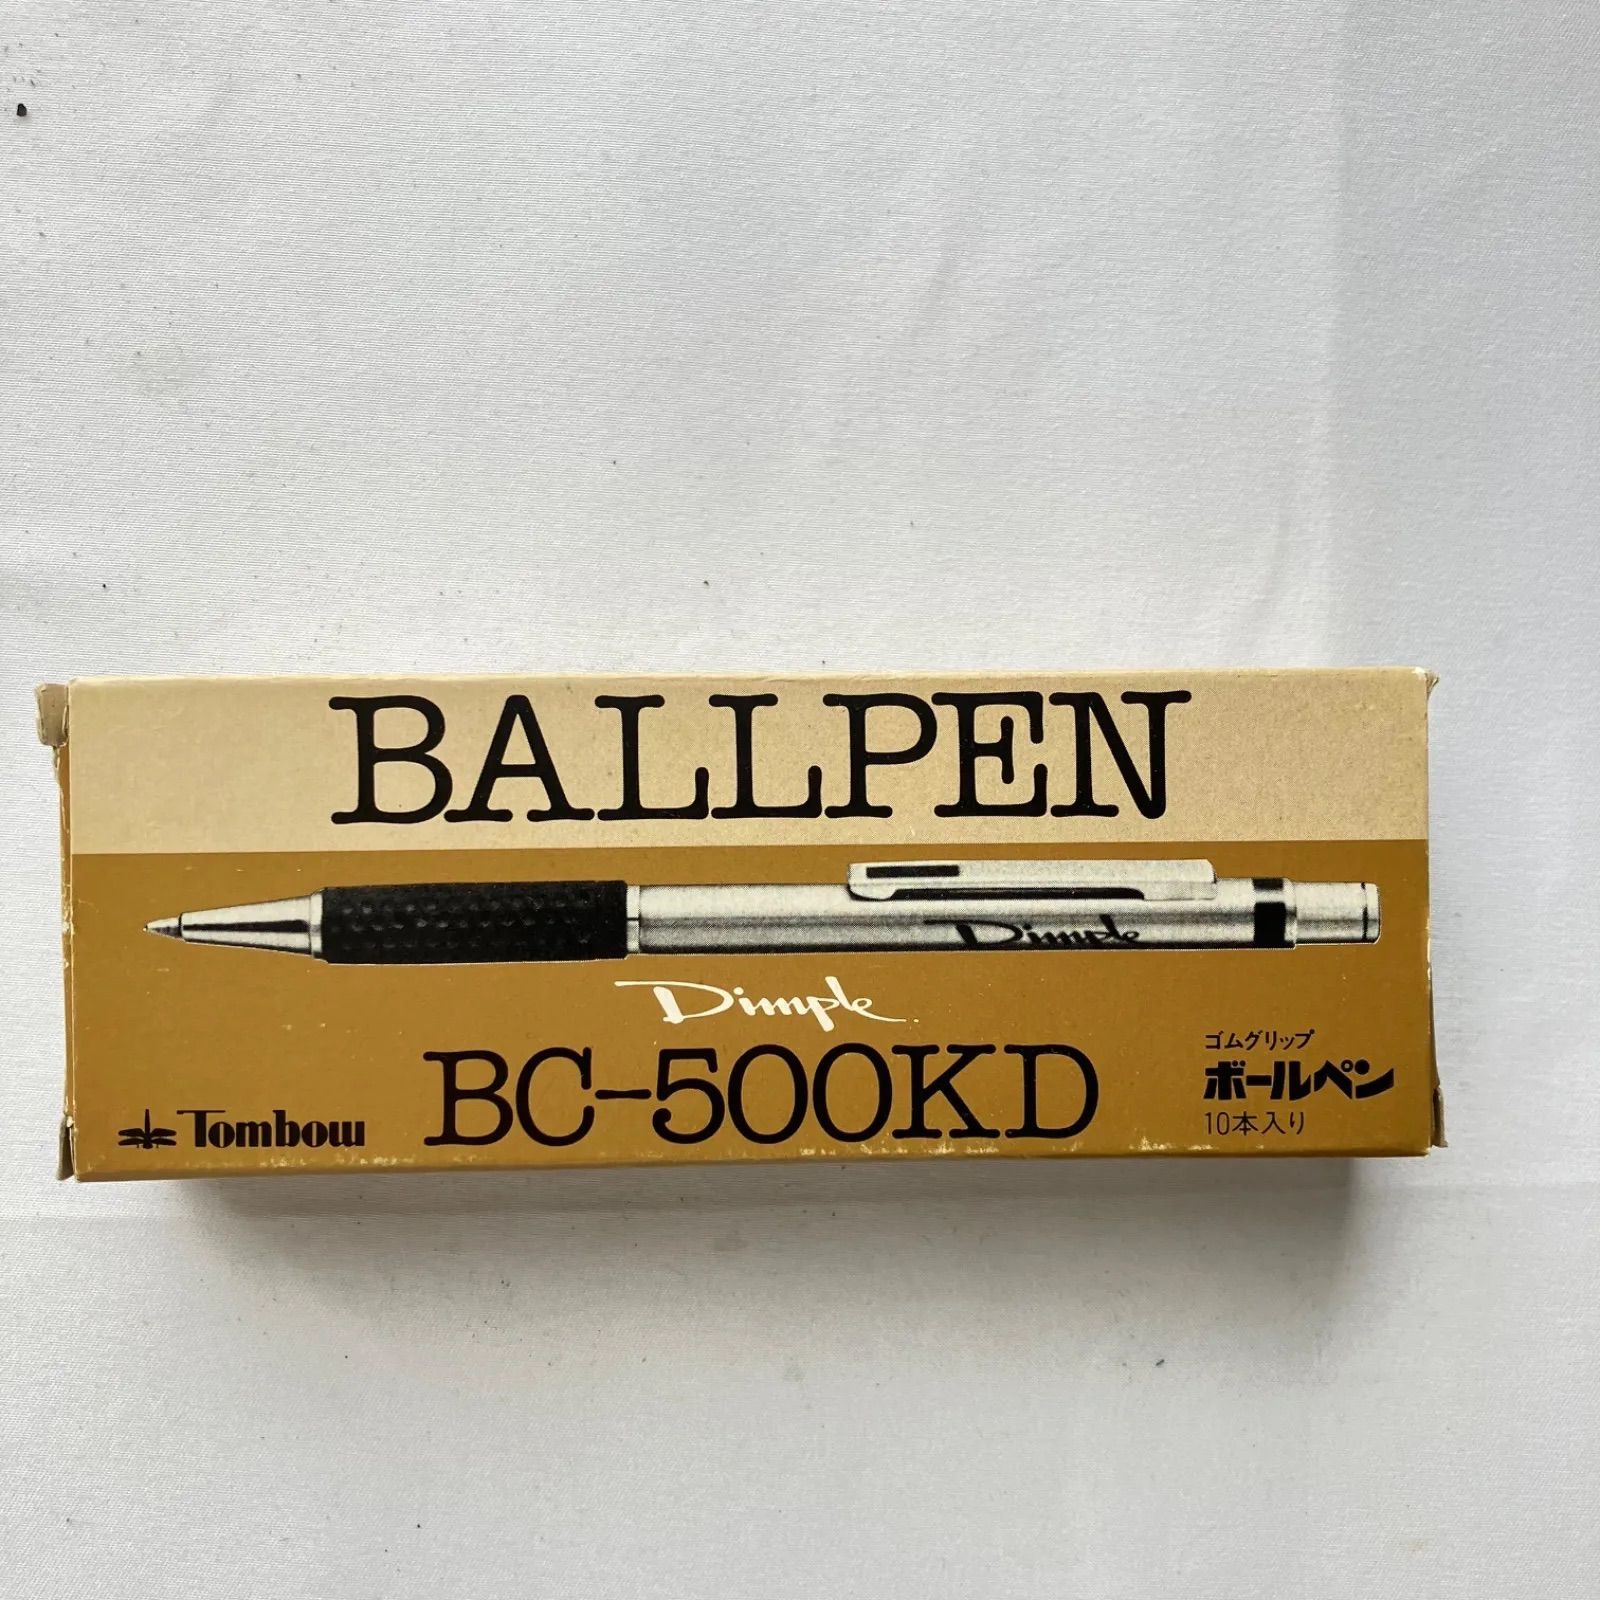 BALLPEN
Dimple
Dimple
BC-500KD
Tombow
ゴムグリップ
ボールペン
10本入り